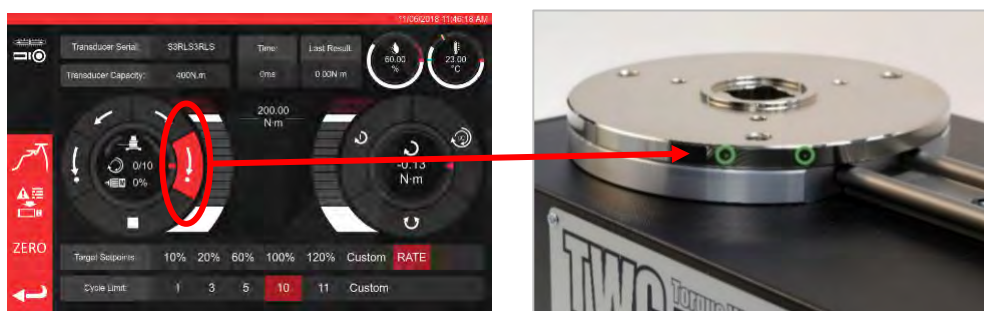 11/06/2018 11:46:18 AM
Transducer Serial: S3RLS3RLS Time: Last Result:
Transducer Capacity: 400N.m 0ms 0.00N m
60.00
%
23.00
°C
200.00
N·m
0/10
0%
-0.13
N·m
ZERO
Target Setpoints: 10% 20% 60% 100% 120% Custom RATE
Cycle Limit: 1 3 5 10 11 Custom
TWC